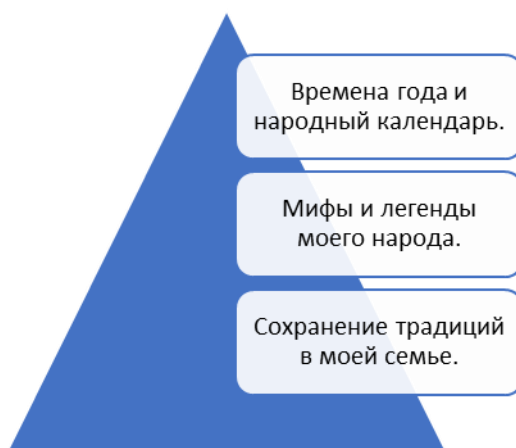 Времена года и
народный календарь.
Мифы и легенды
моего народа.
Сохранение традиций
в моей семье.